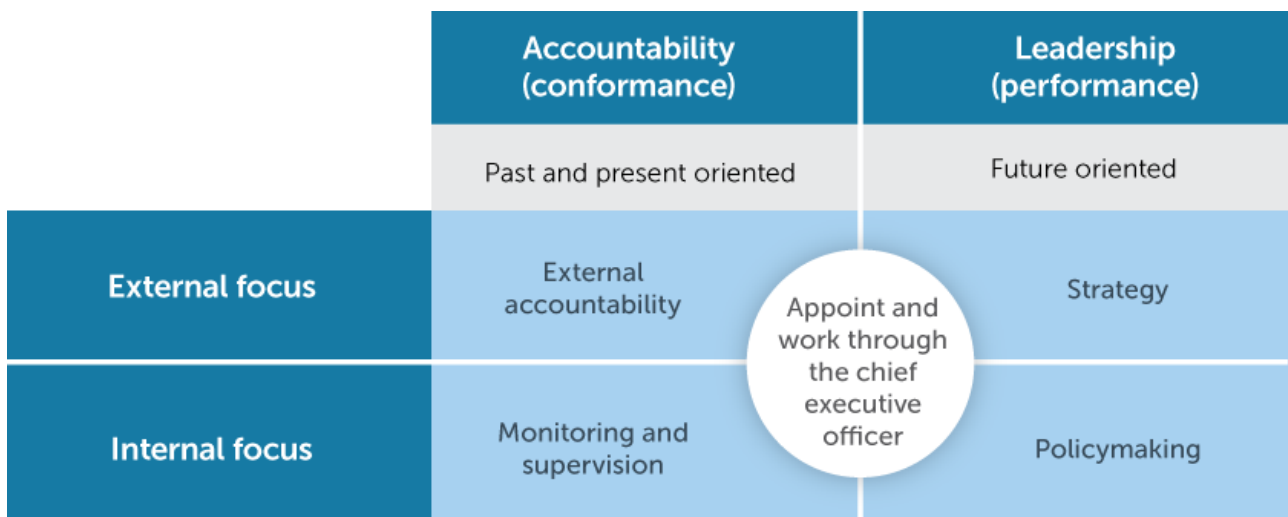 Accountability
(conformance)
Leadership
(performance)
Past and present oriented
Future oriented
External focus
External
accountability
Strategy
Appoint and
work through
the chief
executive
officer
Internal focus
Monitoring and
supervision
Policymaking